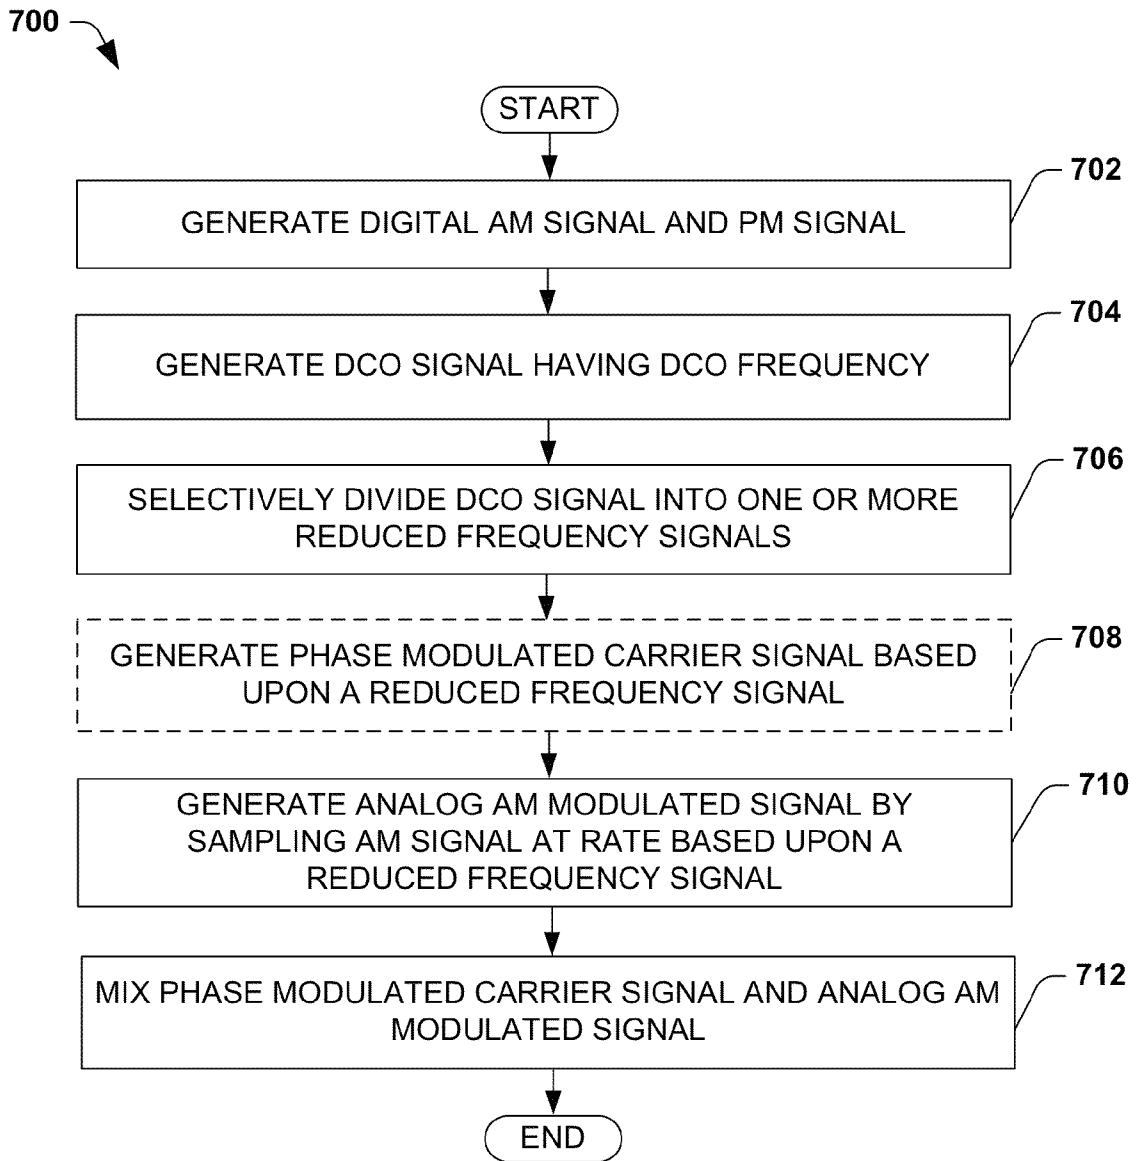 700
START
702
GENERATE DIGITAL AM SIGNAL AND PM SIGNAL
704
GENERATE DCO SIGNAL HAVING DCO FREQUENCY
706
SELECTIVELY DIVIDE DCO SIGNAL INTO ONE OR MORE
REDUCED FREQUENCY SIGNALS
708
GENERATE PHASE MODULATED CARRIER SIGNAL BASED
UPON A REDUCED FREQUENCY SIGNAL
710
GENERATE ANALOG AM MODULATED SIGNAL BY
SAMPLING AM SIGNAL AT RATE BASED UPON A
REDUCED FREQUENCY SIGNAL
712
MIX PHASE MODULATED CARRIER SIGNAL AND ANALOG AM
MODULATED SIGNAL
END